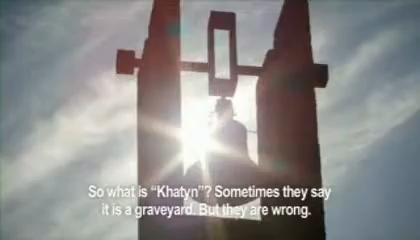 So what is “Khatyn”? Sometimes they say
it is a graveyard. But they are wrong.